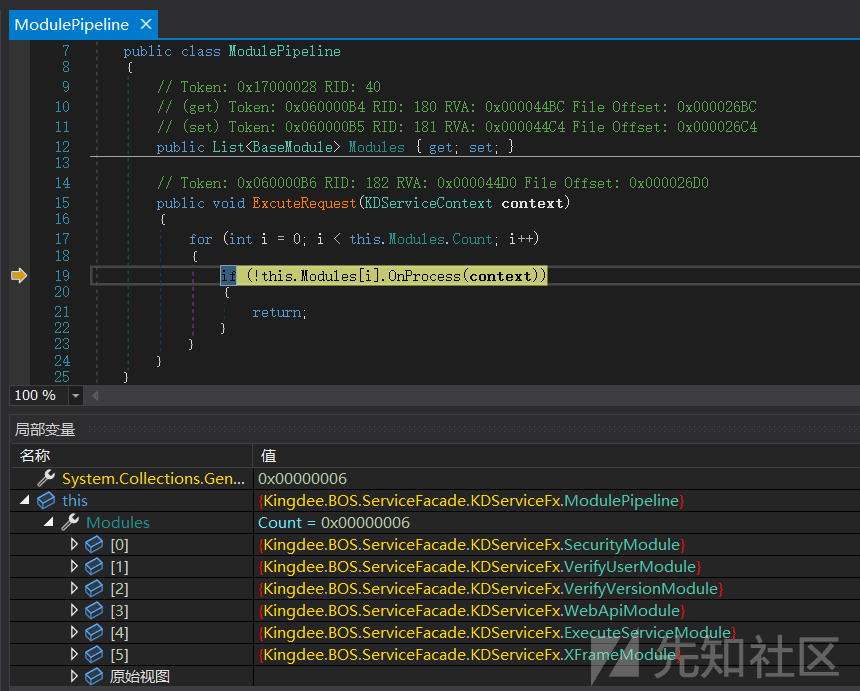 ModulePipeline ×
7 public class ModulePipeline
8 {
9 // Token: 0x17000028 RID: 40
10 // (get) Token: 0x060000B4 RID: 180 RVA: 0x000044BC File Offset: 0x000026BC
11 // (set) Token: 0x060000B5 RID: 181 RVA: 0x000044C4 File Offset: 0x000026C4
12 public List<BaseModule> Modules { get; set; }
13
14 // Token: 0x060000B6 RID: 182 RVA: 0x000044D0 File Offset: 0x000026D0
15 public void ExcuteRequest(KDServiceContext context)
16 {
17 for (int i = 0; i < this.Modules.Count; i++)
18 {
19 if (!this.Modules[i].OnProcess(context))
20 {
21 return;
22 }
23 }
24 }
25 }
100 %
局部变量
名称 值
System.Collections.Gen... 0x00000006
this {Kingdee.BOS.ServiceFacade.KDServiceFx.ModulePipeline}
Modules Count = 0x00000006
[0] {Kingdee.BOS.ServiceFacade.KDServiceFx.SecurityModule}
[1] {Kingdee.BOS.ServiceFacade.KDServiceFx.VerifyUserModule}
[2] {Kingdee.BOS.ServiceFacade.KDServiceFx.VerifyVersionModule}
[3] {Kingdee.BOS.ServiceFacade.KDServiceFx.WebApiModule}
[4] {Kingdee.BOS.ServiceFacade.KDServiceFx.ExecuteServiceModule}
[5] {Kingdee.BOS.ServiceFacade.KDServiceFx.XFrameModule}
原始视图
先知社区